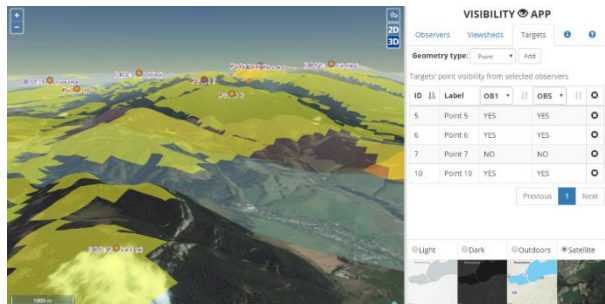 VISIBILITY APP
Observers Viewsheds Targets
Geometry type: Point Add
Targets' point visibility from selected observers
ID Label OB1 OB5
5 Point 5 YES YES
6 Point 6 YES YES
7 Point 7 NO NO
10 Point 10 YES YES
Previous 1 Next
Light Dark Outdoors Satellite
2D
3D
1000 m